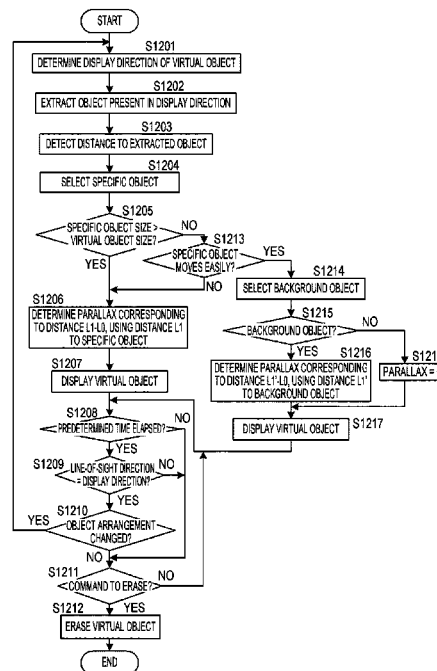 START
S1201
DETERMINE DISPLAY DIRECTION OF VIRTUAL OBJECT
S1202
EXTRACT OBJECT PRESENT IN DISPLAY DIRECTION
S1203
DETECT DISTANCE TO EXTRACTED OBJECT
S1204
SELECT SPECIFIC OBJECT
S1205
SPECIFIC OBJECT SIZE >
VIRTUAL OBJECT SIZE?
NO
YES
S1213
SPECIFIC OBJECT
MOVES EASILY?
YES
NO
S1214
SELECT BACKGROUND OBJECT
S1215
BACKGROUND OBJECT?
NO
YES
S1206
DETERMINE PARALLAX CORRESPONDING
TO DISTANCE L1-L0, USING DISTANCE L1
TO SPECIFIC OBJECT
S1216
DETERMINE PARALLAX CORRESPONDING
TO DISTANCE L1'-L0, USING DISTANCE L1'
TO BACKGROUND OBJECT
S121
PARALLAX =
S1207
DISPLAY VIRTUAL OBJECT
S1217
DISPLAY VIRTUAL OBJECT
S1208
PREDETERMINED TIME ELAPSED?
NO
YES
S1209
LINE-OF-SIGHT DIRECTION
= DISPLAY DIRECTION?
NO
YES
S1210
OBJECT ARRANGEMENT
CHANGED?
YES
NO
S1211
COMMAND TO ERASE?
NO
YES
S1212
ERASE VIRTUAL OBJECT
END